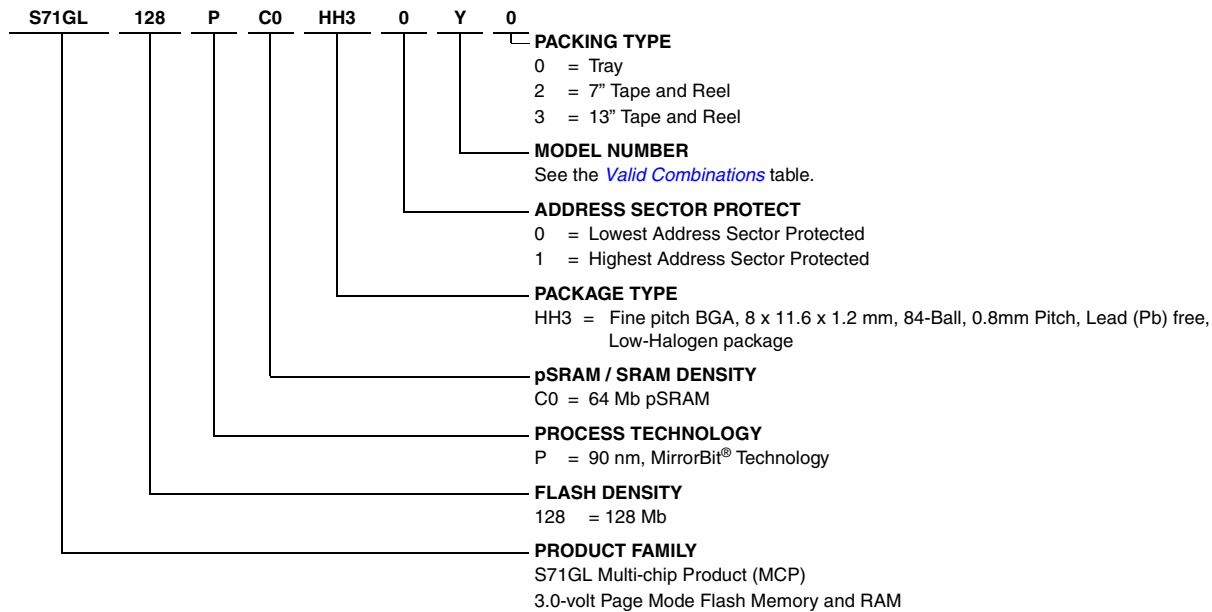 S71GL 128 P C0 HH3 0 Y 0
PACKING TYPE
0 = Tray
2 = 7” Tape and Reel
3 = 13” Tape and Reel
MODEL NUMBER
See the Valid Combinations table.
ADDRESS SECTOR PROTECT
0 = Lowest Address Sector Protected
1 = Highest Address Sector Protected
PACKAGE TYPE
HH3 = Fine pitch BGA, 8 x 11.6 x 1.2 mm, 84-Ball, 0.8mm Pitch, Lead (Pb) free,
Low-Halogen package
pSRAM / SRAM DENSITY
C0 = 64 Mb pSRAM
PROCESS TECHNOLOGY
P = 90 nm, MirrorBit® Technology
FLASH DENSITY
128 = 128 Mb
PRODUCT FAMILY
S71GL Multi-chip Product (MCP)
3.0-volt Page Mode Flash Memory and RAM